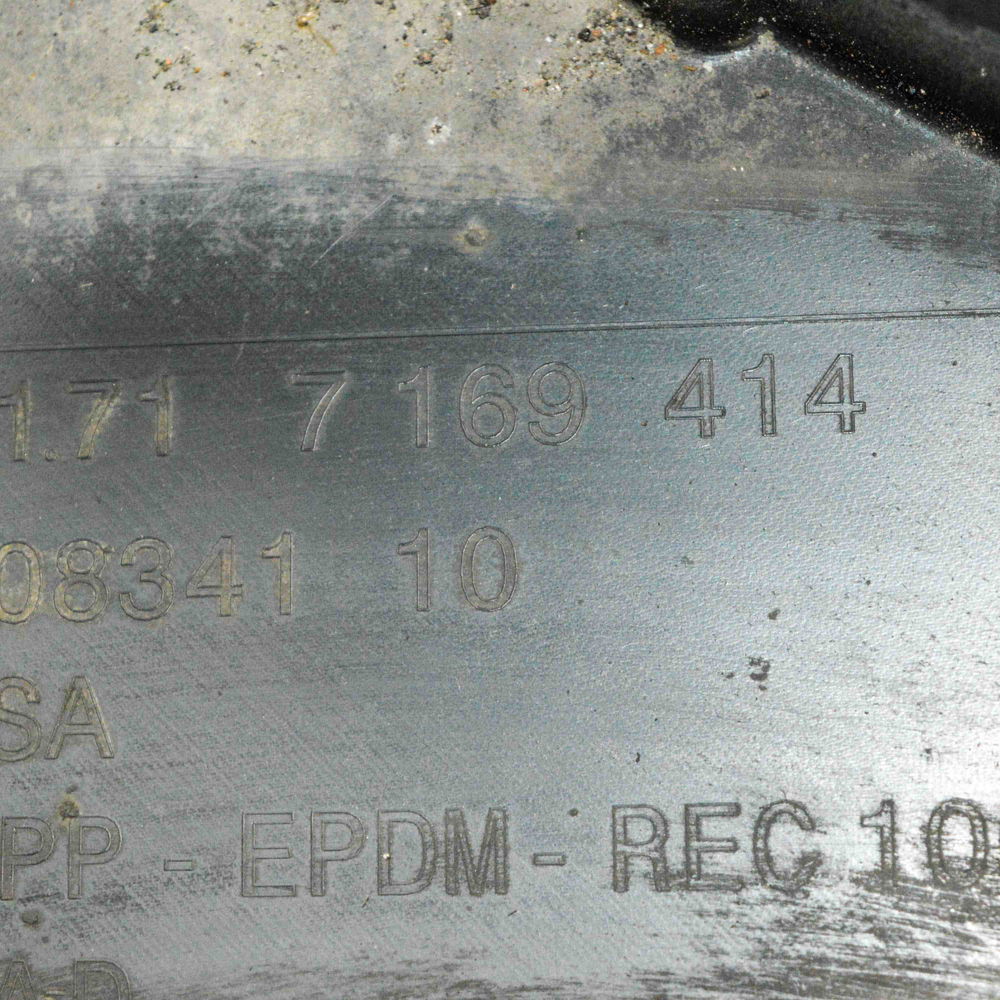 1.71 7 169 414
08341 10
SA
PP - EPDM - REC 10
A-D